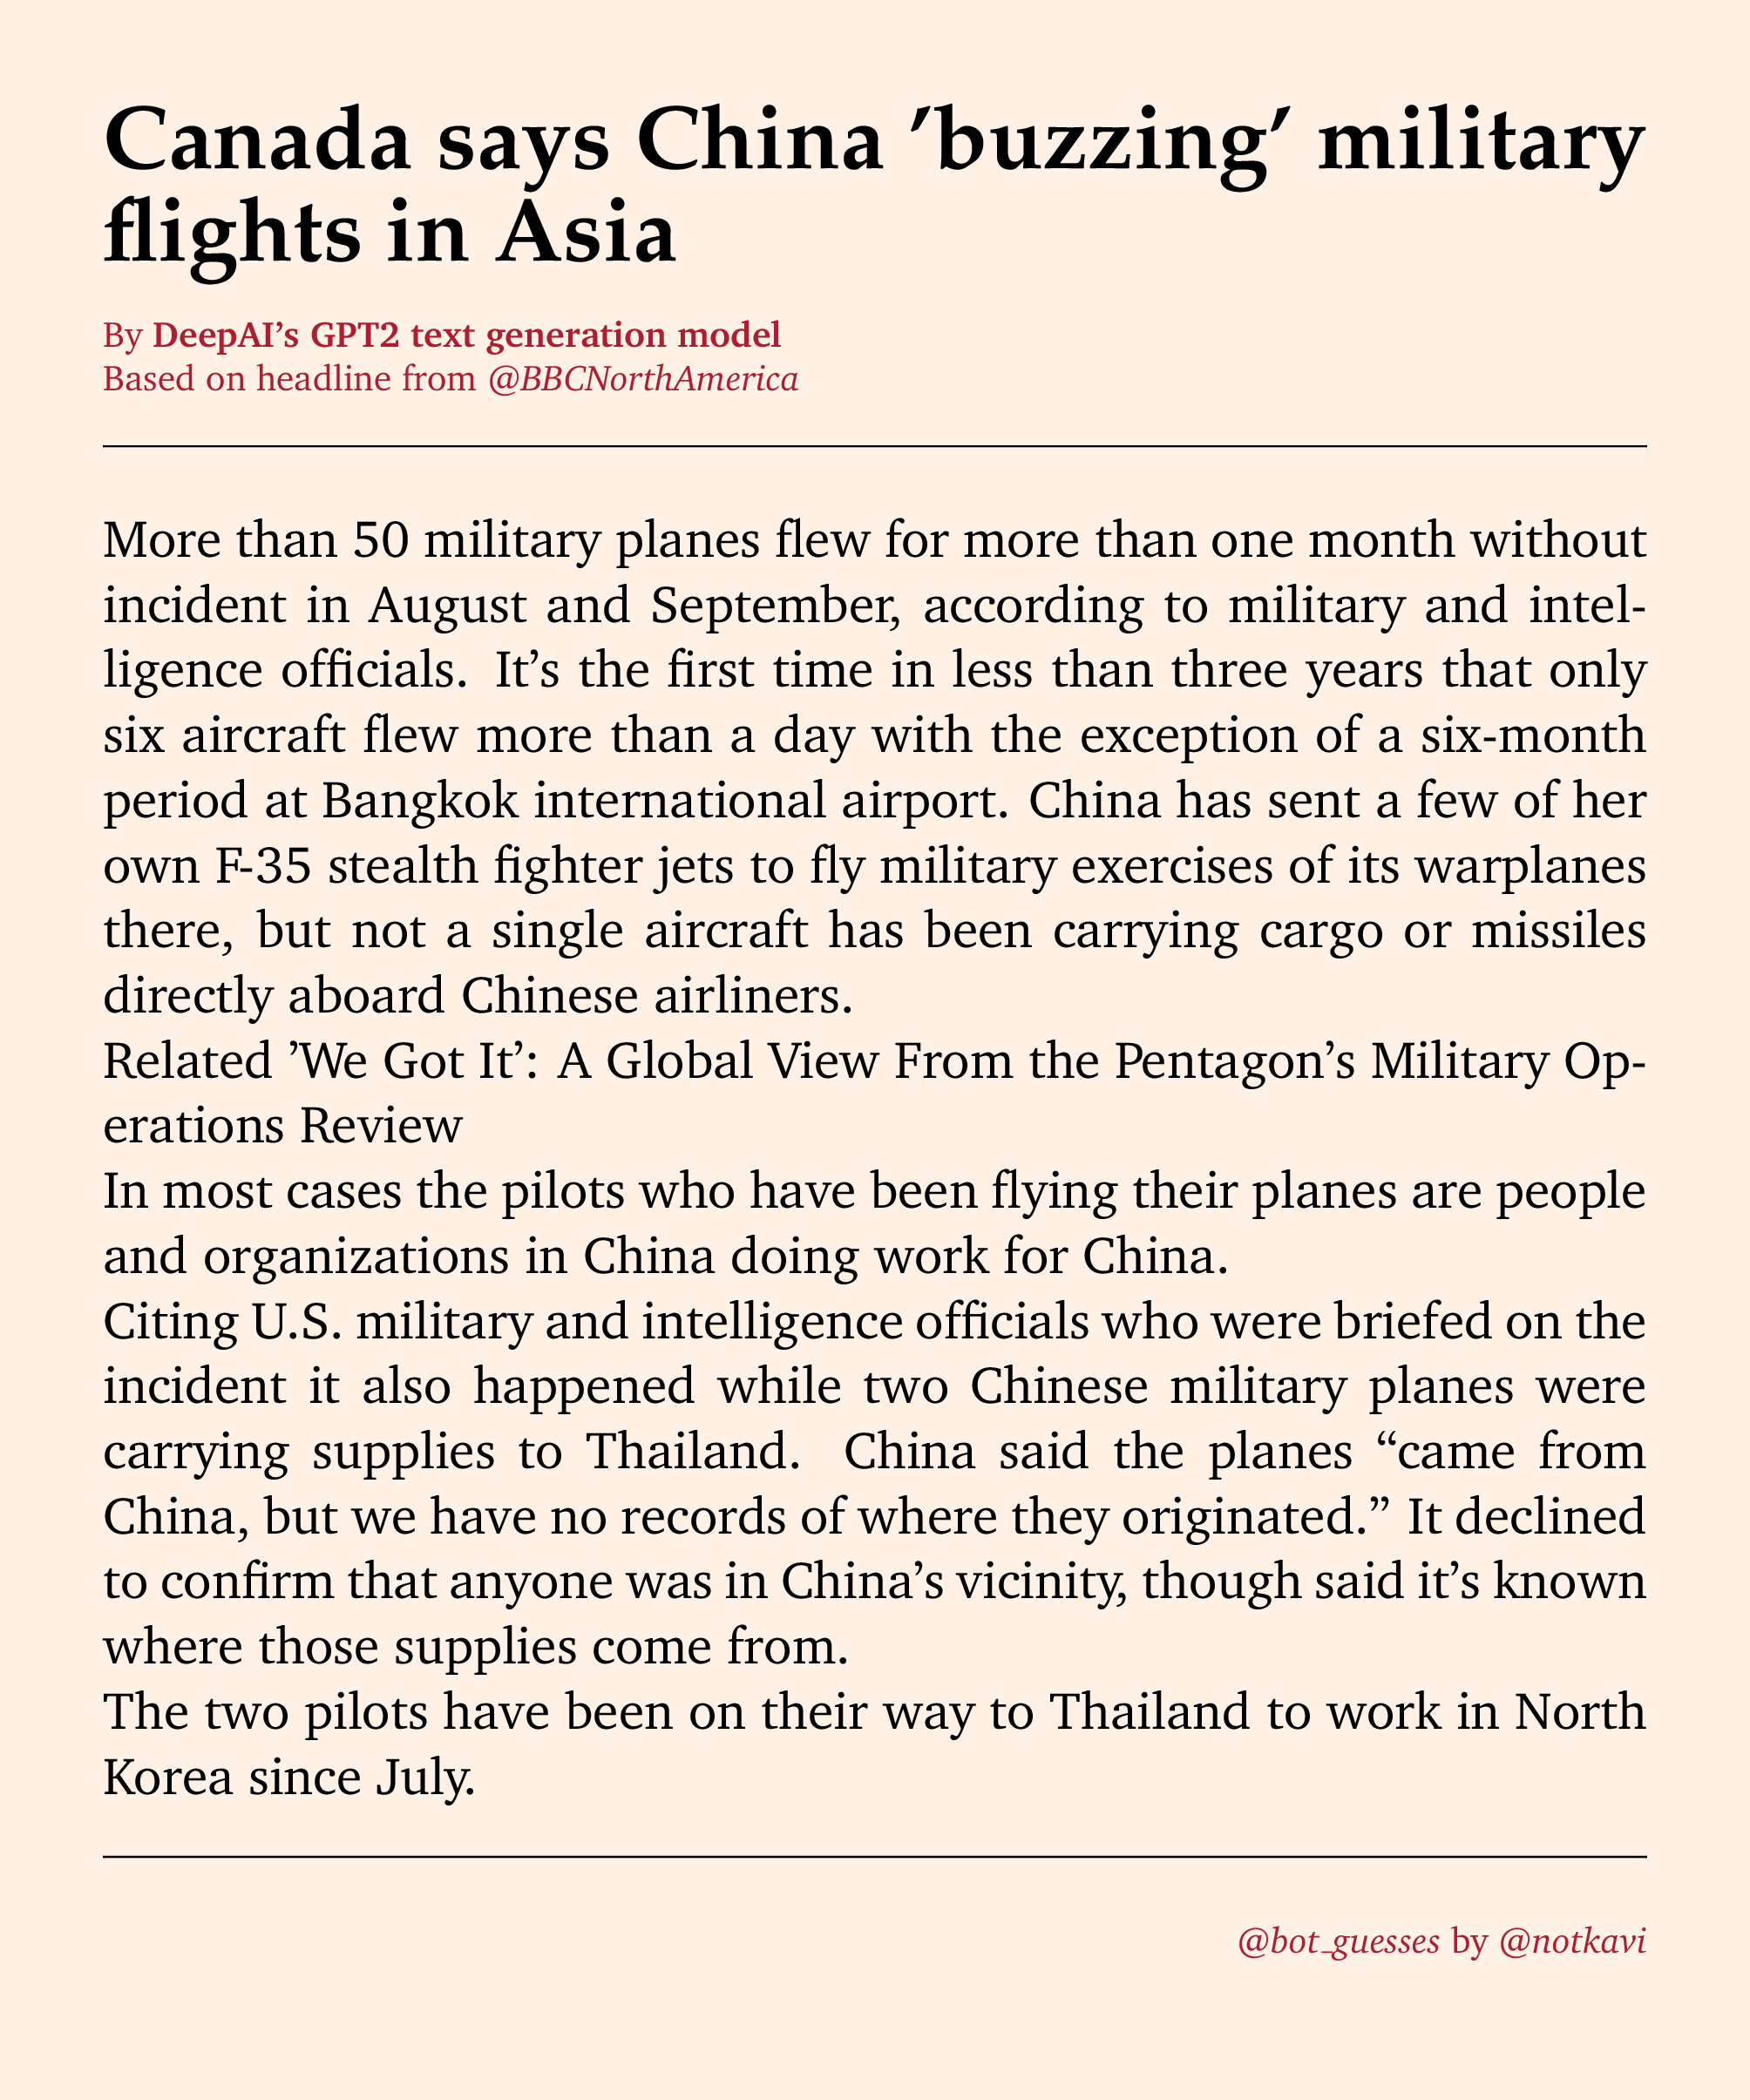 Canada says China ’buzzing’ military
flights in Asia
By DeepAI’s GPT2 text generation model
Based on headline from @BBCNorthAmerica
More than 50 military planes flew for more than one month without
incident in August and September, according to military and intel-
ligence officials. It’s the first time in less than three years that only
six aircraft flew more than a day with the exception of a six-month
period at Bangkok international airport. China has sent a few of her
own F-35 stealth fighter jets to fly military exercises of its warplanes
there, but not a single aircraft has been carrying cargo or missiles
directly aboard Chinese airliners.
Related ’We Got It’: A Global View From the Pentagon’s Military Op-
erations Review
In most cases the pilots who have been flying their planes are people
and organizations in China doing work for China.
Citing U.S. military and intelligence officials who were briefed on the
incident it also happened while two Chinese military planes were
carrying supplies to Thailand. China said the planes “came from
China, but we have no records of where they originated.” It declined
to confirm that anyone was in China’s vicinity, though said it’s known
where those supplies come from.
The two pilots have been on their way to Thailand to work in North
Korea since July.
@bot_guesses by @notkavi